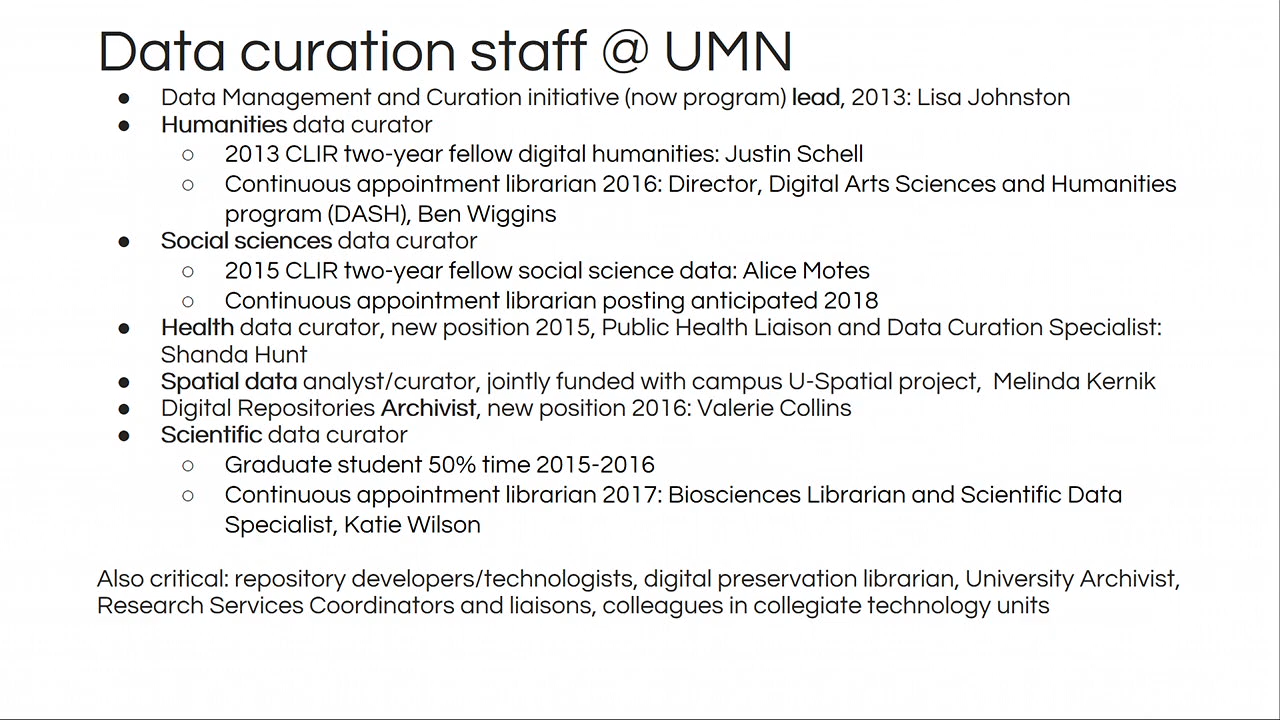 Data curation staff @ UMN
● Data Management and Curation initiative (now program) lead, 2013: Lisa Johnston
● Humanities data curator
○ 2013 CLIR two-year fellow digital humanities: Justin Schell
○ Continuous appointment librarian 2016: Director, Digital Arts Sciences and Humanities
program (DASH), Ben Wiggins
● Social sciences data curator
○ 2015 CLIR two-year fellow social science data: Alice Motes
○ Continuous appointment librarian posting anticipated 2018
● Health data curator, new position 2015, Public Health Liaison and Data Curation Specialist:
Shanda Hunt
● Spatial data analyst/curator, jointly funded with campus U-Spatial project,  Melinda Kernik
● Digital Repositories Archivist, new position 2016: Valerie Collins
● Scientific data curator
○ Graduate student 50% time 2015-2016
○ Continuous appointment librarian 2017: Biosciences Librarian and Scientific Data
Specialist, Katie Wilson
Also critical: repository developers/technologists, digital preservation librarian, University Archivist,
Research Services Coordinators and liaisons, colleagues in collegiate technology units